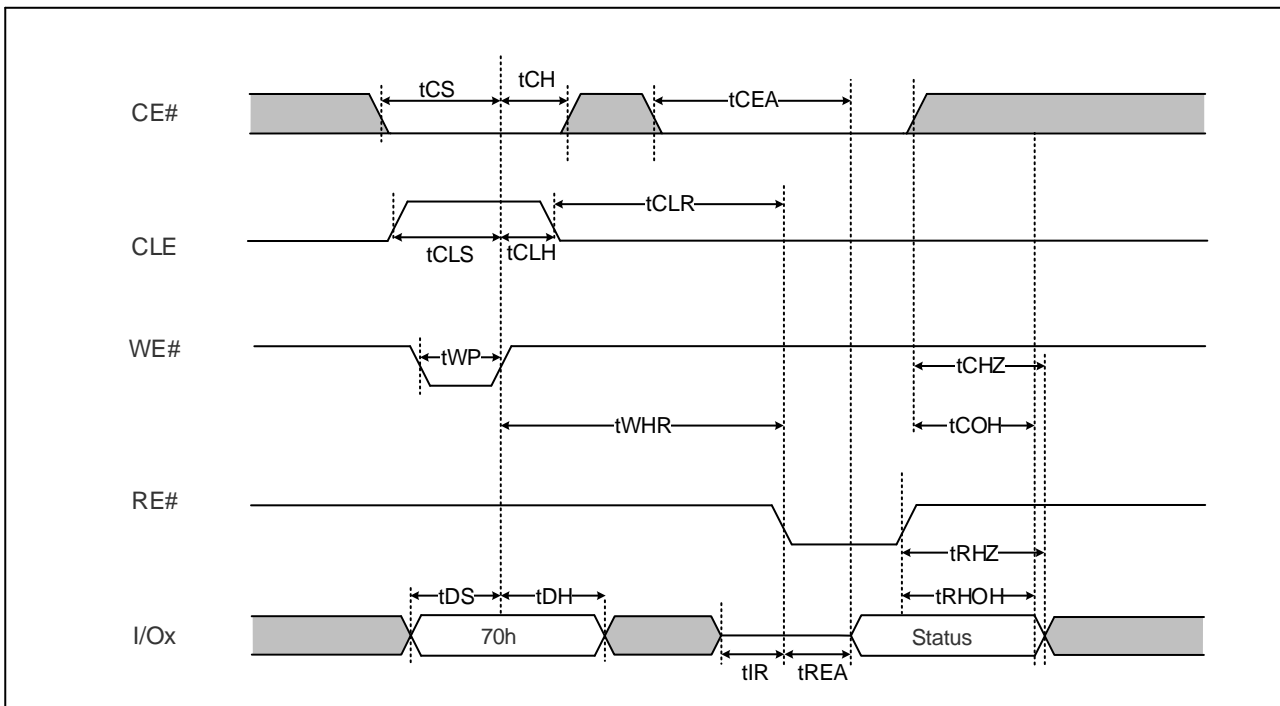 tCS
tCH
tCEA
CE#
tCLR
CLE
tCLS
tCLH
WE#
tWP
tCHZ
tWHR
tCOH
RE#
tRHZ
tDS
tDH
tRHOH
I/Ox
70h
Status
tIR
tREA